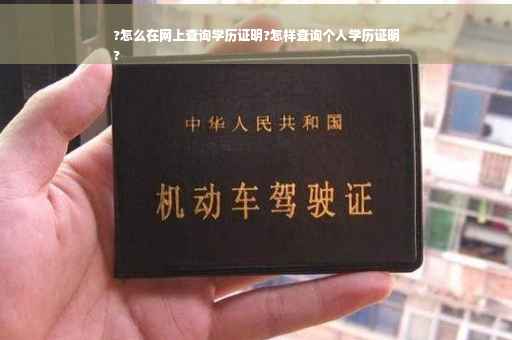 ?怎么在网上查询学历证明?怎样查询个人学历证明
?
中华人民共和国
机动车驾驶证